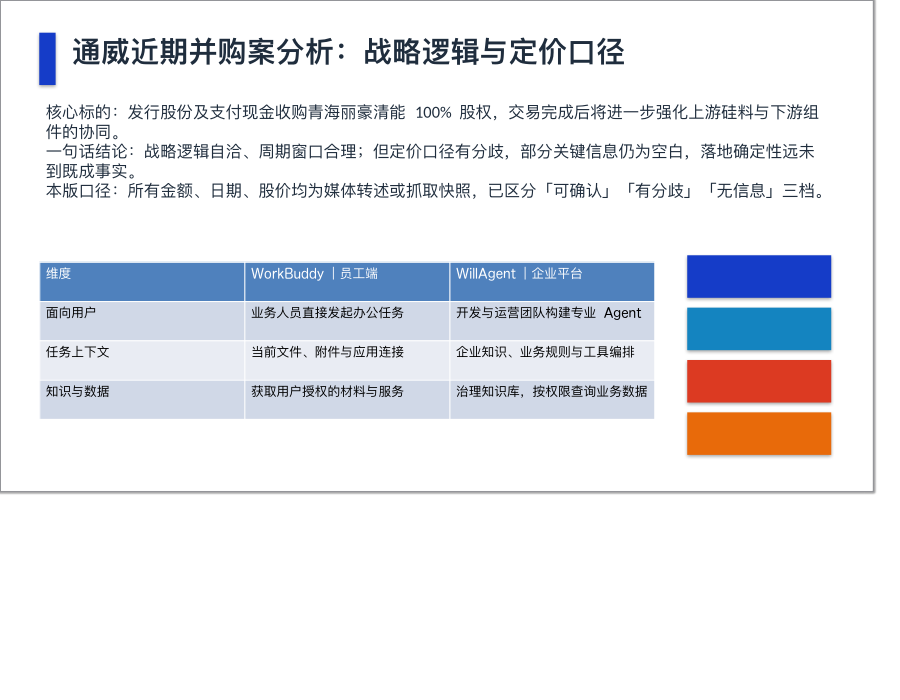 通威近期并购案分析：战略逻辑与定价口径
核心标的：发行股份及支付现金收购青海丽豪清能 100% 股权，交易完成后将进一步强化上游硅料与下游组
件的协同。
一句话结论：战略逻辑自洽、周期窗口合理；但定价口径有分歧，部分关键信息仍为空白，落地确定性远未
到既成事实。
本版口径：所有金额、日期、股价均为媒体转述或抓取快照，已区分「可确认」「有分歧」「无信息」三档。
维度 WorkBuddy｜员工端 WillAgent｜企业平台
面向用户 业务人员直接发起办公任务 开发与运营团队构建专业 Agent
任务上下文 当前文件、附件与应用连接 企业知识、业务规则与工具编排
知识与数据 获取用户授权的材料与服务 治理知识库，按权限查询业务数据